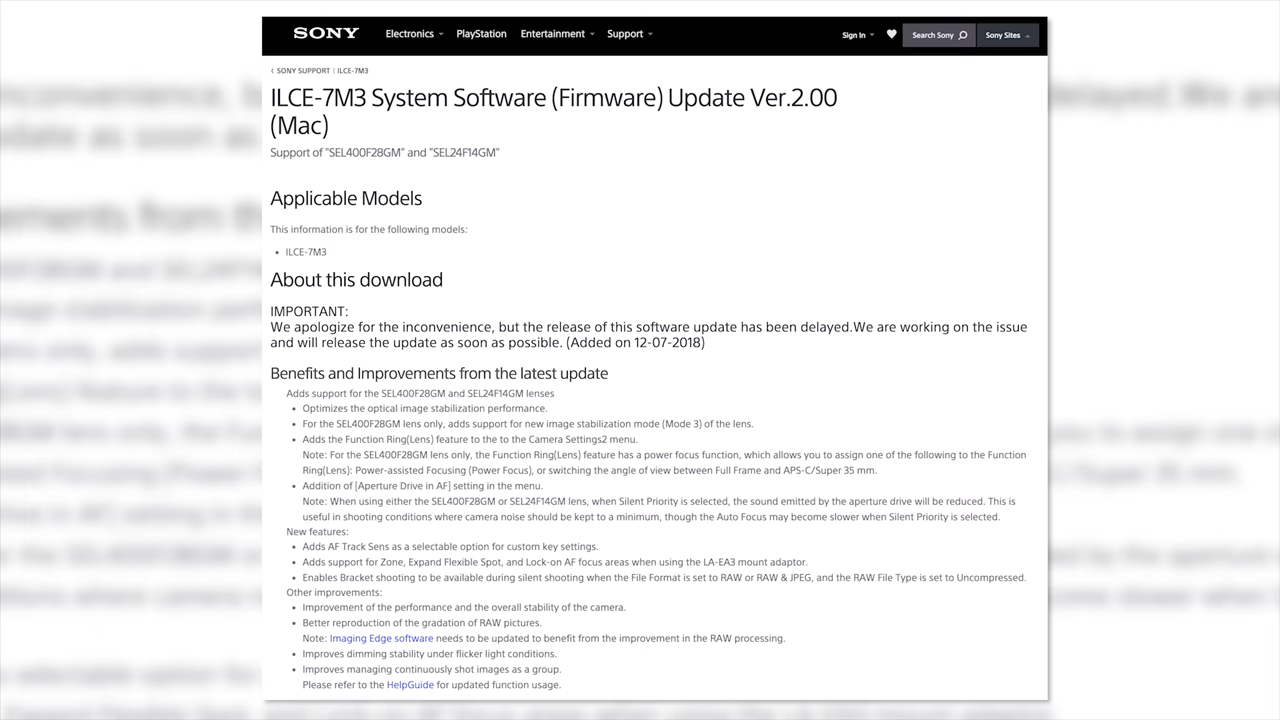 SONY Electronics PlayStation Entertainment Support Sign In Search Sony Sony Sites
SONY SUPPORT | ILCE-7M3
ILCE-7M3 System Software (Firmware) Update Ver.2.00
(Mac)
Support of "SEL400F28GM" and "SEL24F14GM"
Applicable Models
This information is for the following models:
• ILCE-7M3
About this download
IMPORTANT:
We apologize for the inconvenience, but the release of this software update has been delayed.We are working on the issue
and will release the update as soon as possible. (Added on 12-07-2018)
Benefits and Improvements from the latest update
Adds support for the SEL400F28GM and SEL24F14GM lenses
• Optimizes the optical image stabilization performance.
• For the SEL400F28GM lens only, adds support for new image stabilization mode (Mode 3) of the lens.
• Adds the Function Ring(Lens) feature to the to the Camera Settings2 menu.
Note: For the SEL400F28GM lens only, the Function Ring(Lens) feature has a power focus function, which allows you to assign one of the following to the Function
Ring(Lens): Power-assisted Focusing (Power Focus), or switching the angle of view between Full Frame and APS-C/Super 35 mm.
• Addition of [Aperture Drive in AF] setting in the menu.
Note: When using either the SEL400F28GM or SEL24F14GM lens, when Silent Priority is selected, the sound emitted by the aperture drive will be reduced. This is
useful in shooting conditions where camera noise should be kept to a minimum, though the Auto Focus may become slower when Silent Priority is selected.
New features:
• Adds AF Track Sens as a selectable option for custom key settings.
• Adds support for Zone, Expand Flexible Spot, and Lock-on AF focus areas when using the LA-EA3 mount adaptor.
• Enables Bracket shooting to be available during silent shooting when the File Format is set to RAW or RAW & JPEG, and the RAW File Type is set to Uncompressed.
Other improvements:
• Improvement of the performance and the overall stability of the camera.
• Better reproduction of the gradation of RAW pictures.
Note: Imaging Edge software needs to be updated to benefit from the improvement in the RAW processing.
• Improves dimming stability under flicker light conditions.
• Improves managing continuously shot images as a group.
Please refer to the HelpGuide for updated function usage.